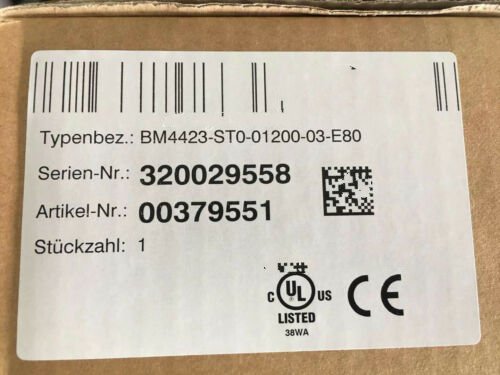 Typenbez.: BM4423-ST0-01200-03-E80
Serien-Nr.: 320029558
Artikel-Nr.: 00379551
Stückzahl: 1
C UL US
LISTED
38WA
CE